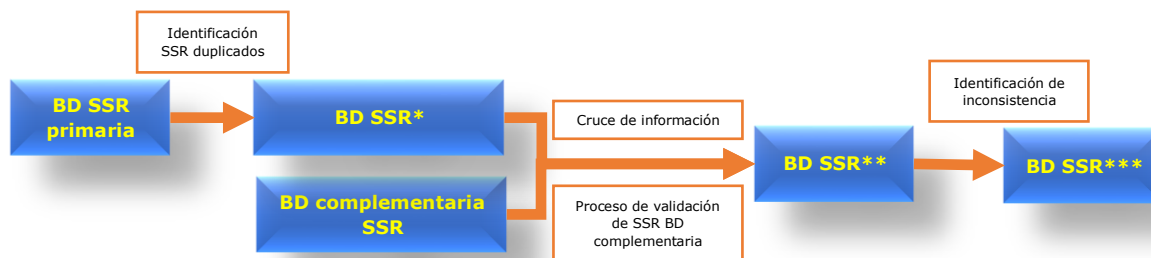 Identificación
SSR duplicados
BD SSR
primaria
BD SSR*
BD complementaria
SSR
Cruce de información
Proceso de validación
de SSR BD
complementaria
BD SSR**
Identificación de
inconsistencia
BD SSR***